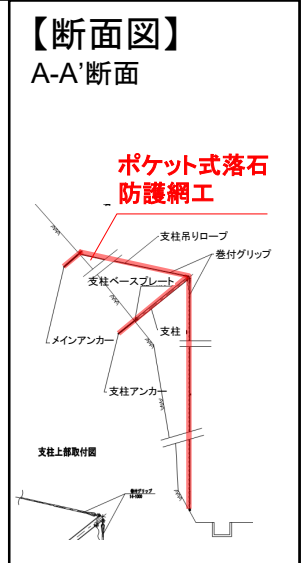 【断面図】
A-A’断面
ポケット式落石
防護網工
支柱吊りロープ
巻付グリップ
支柱ベースプレート
メインアンカー
支柱
支柱アンカー
支柱上部取付図
巻付グリップ